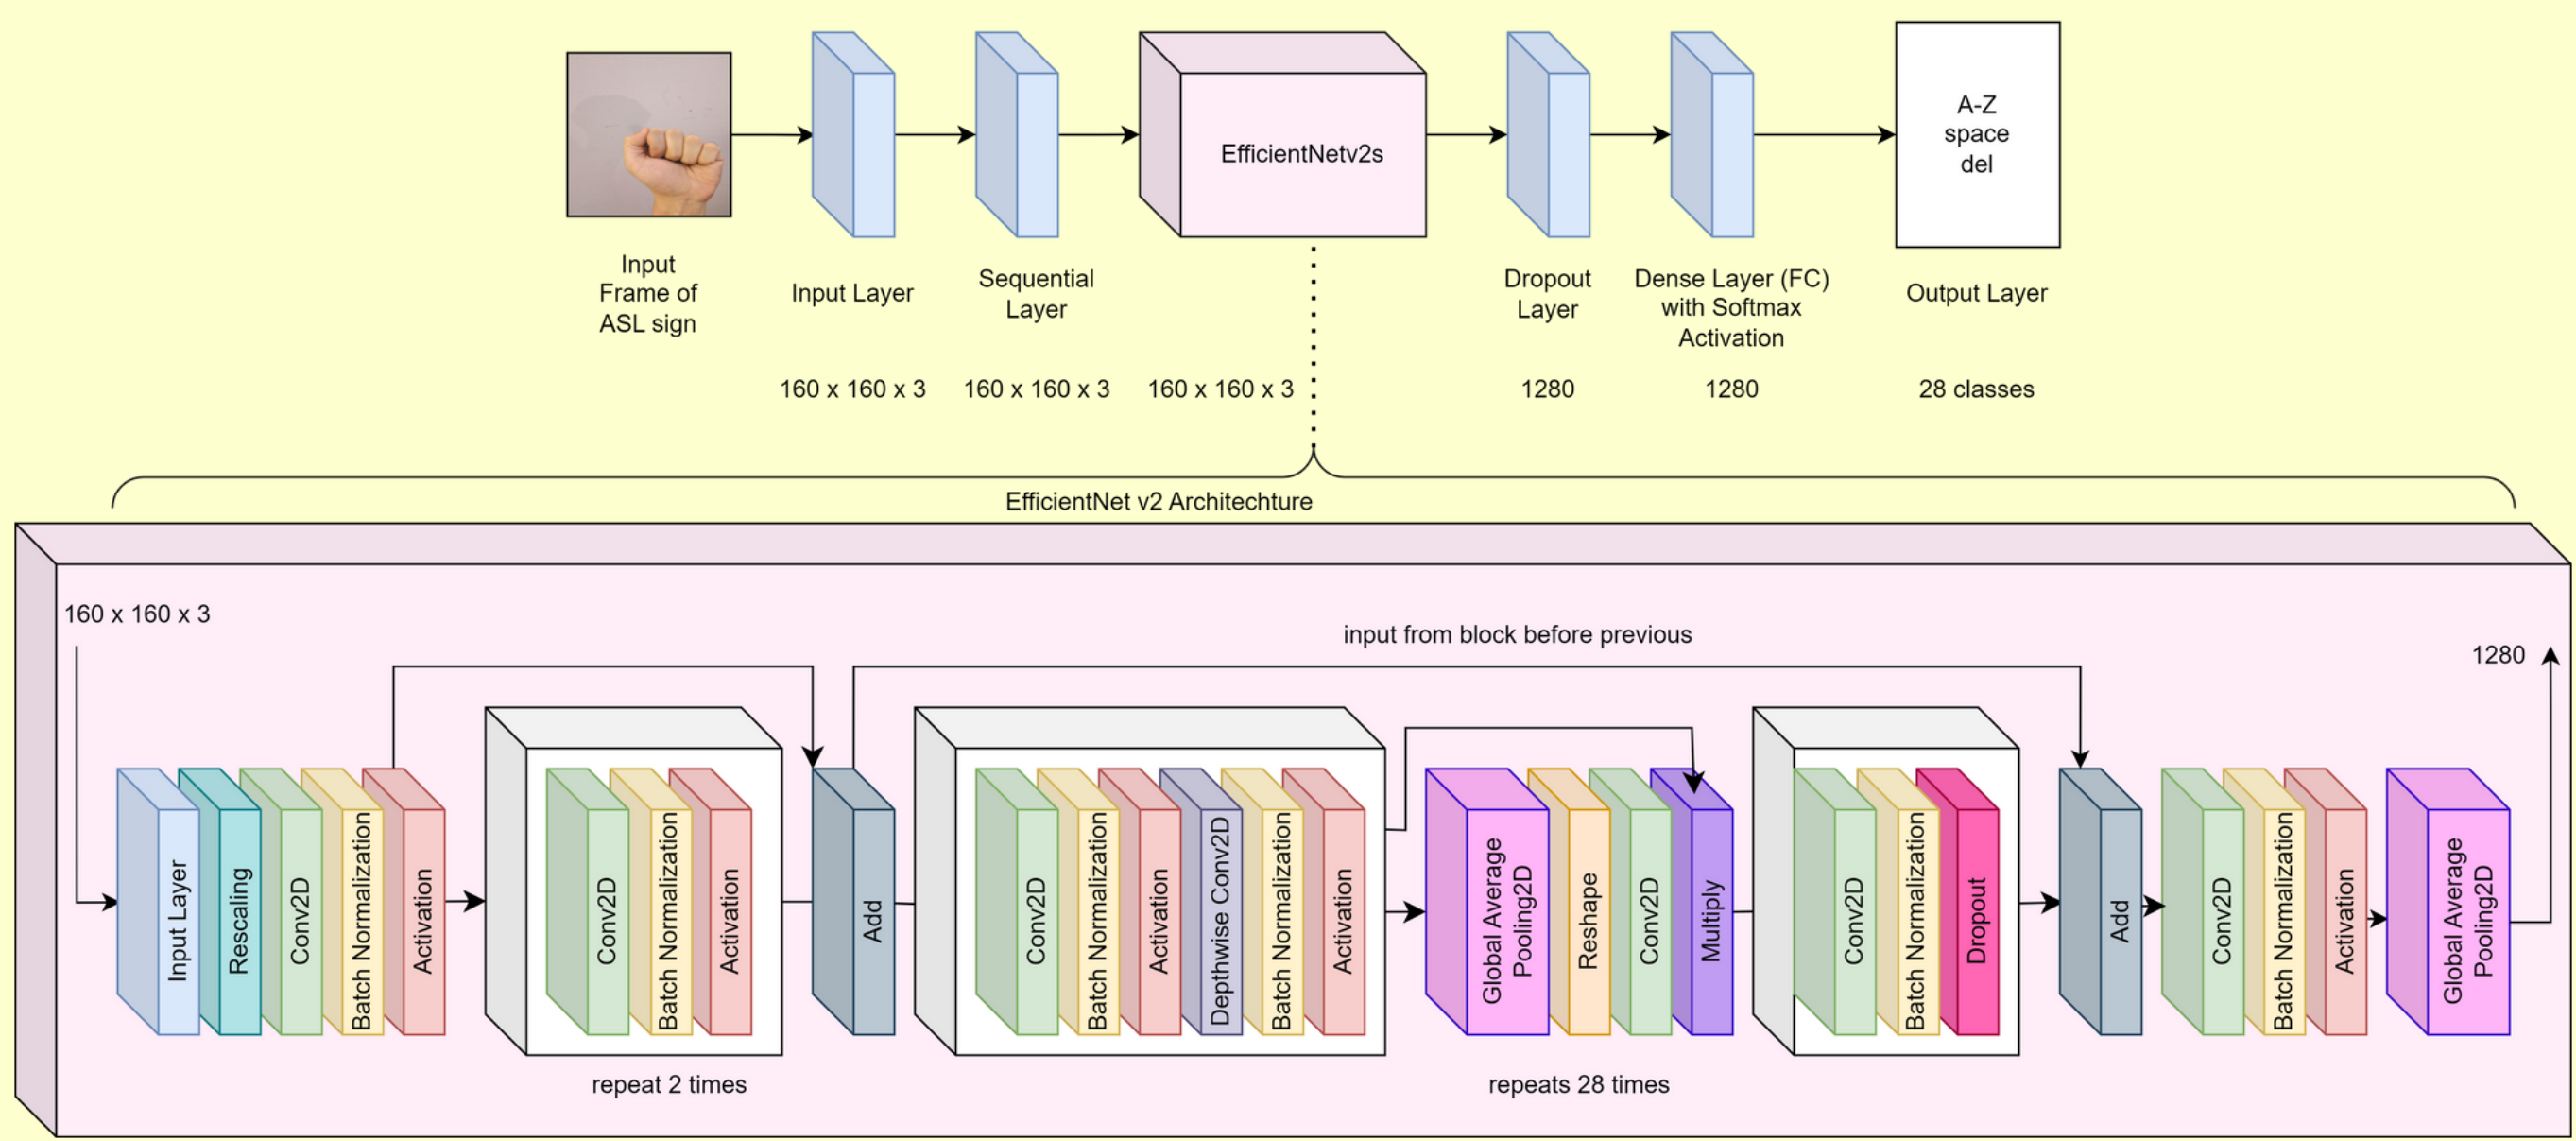 A-Z
space
del
EfficientNetv2s
Input
Frame of
ASL sign
Input Layer
Sequential
Layer
Dropout
Layer
Dense Layer (FC)
with Softmax
Activation
Output Layer
160 x 160 x 3
160 x 160 x 3
160 x 160 x 3
1280
1280
28 classes
EfficientNet v2 Architechture
160 x 160 x 3
input from block before previous
1280
Input Layer
Rescaling
Conv2D
Batch Normalization
Activation
Conv2D
Batch Normalization
Activation
Add
Conv2D
Batch Normalization
Activation
Depthwise Conv2D
Batch Normalization
Activation
Global Average
Pooling2D
Reshape
Conv2D
Multiply
Conv2D
Batch Normalization
Dropout
Add
Conv2D
Batch Normalization
Activation
Global Average
Pooling2D
repeat 2 times
repeats 28 times